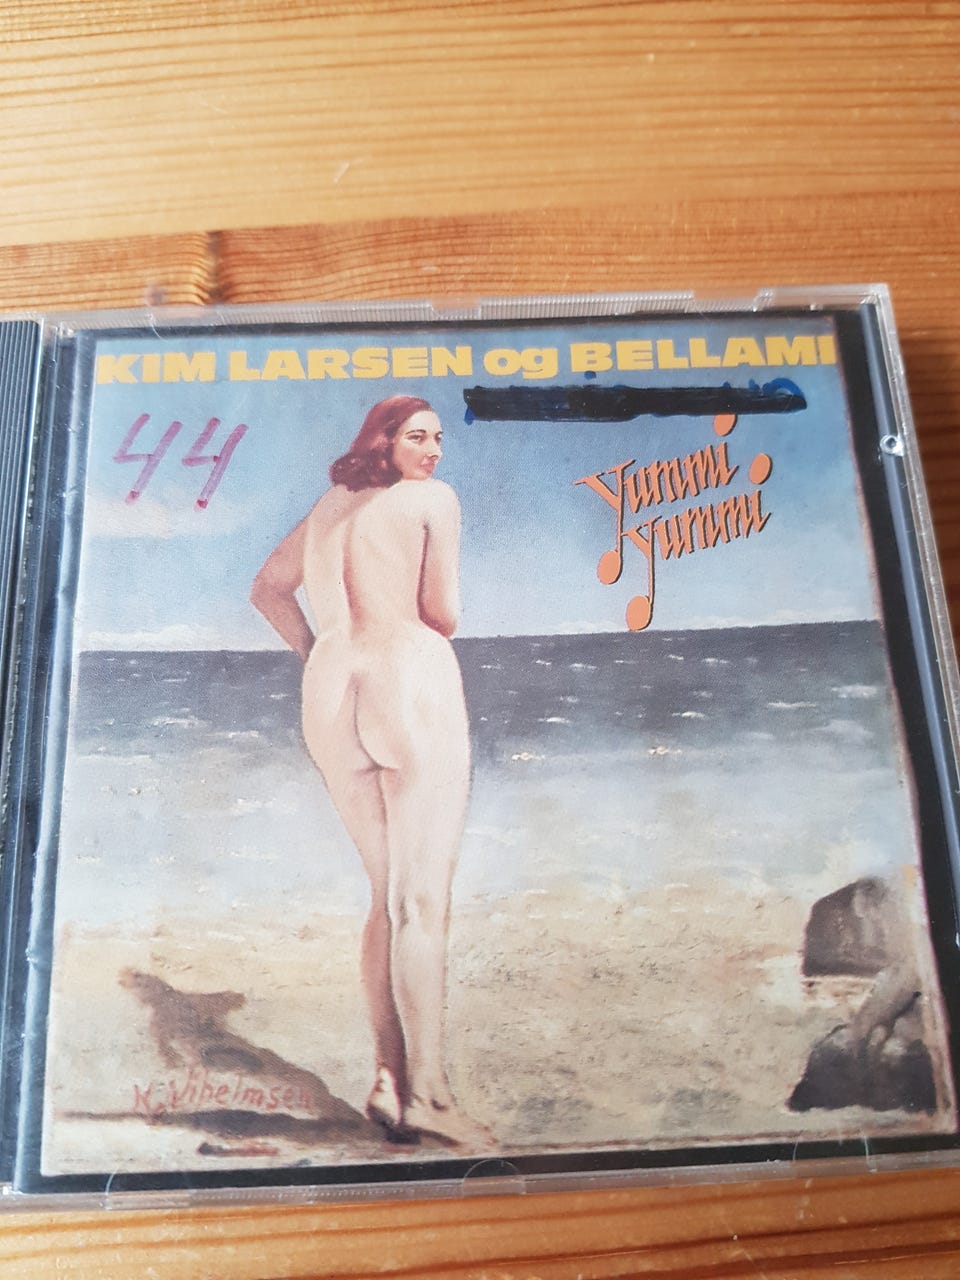 KIM LARSEN og BELLAMI
44
yummi
yummi
K. Vilhelmsen